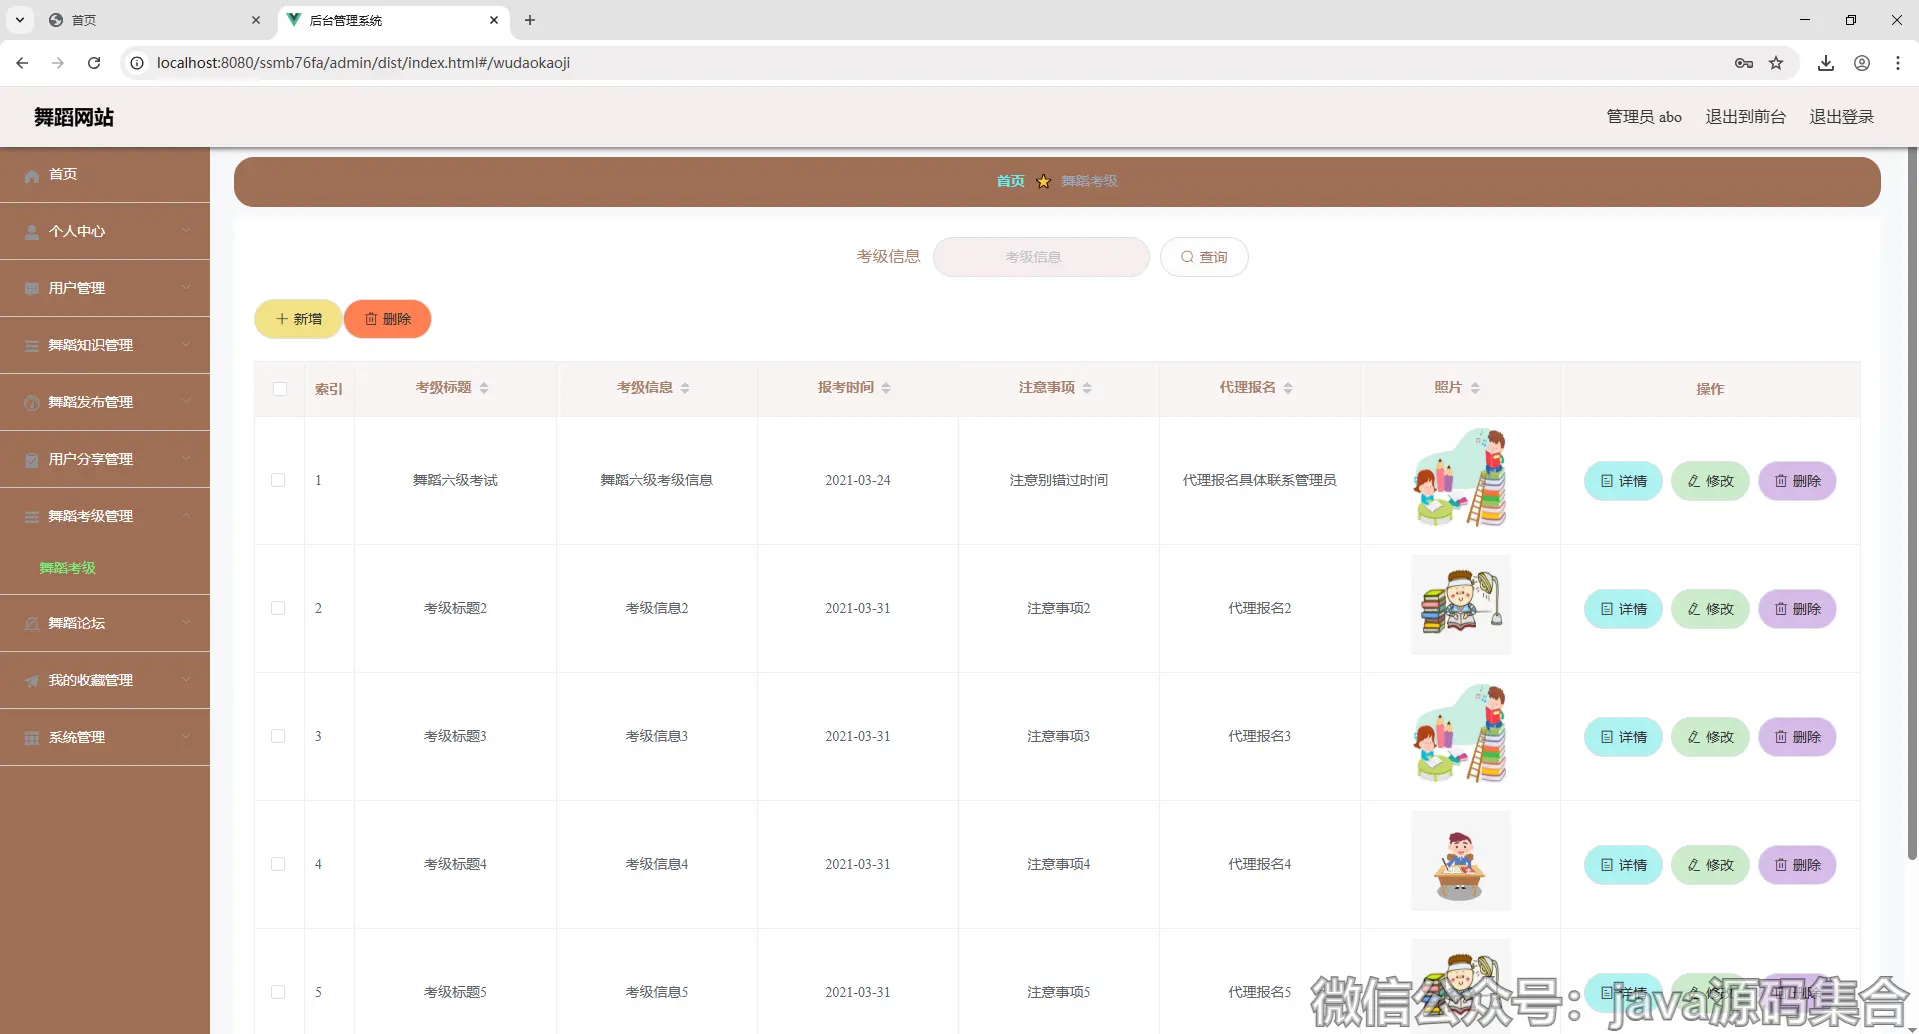 首页
后台管理系统
localhost:8080/ssmb76fa/admin/dist/index.html#/wudaokaoji
舞蹈网站
管理员 abo 退出到前台 退出登录
首页
个人中心
用户管理
舞蹈知识管理
舞蹈发布管理
用户分享管理
舞蹈考级管理
舞蹈考级
舞蹈论坛
我的收藏管理
系统管理
首页 舞蹈考级
考级信息 考级信息 查询
新增 删除
索引 考级标题 考级信息 报考时间 注意事项 代理报名 照片 操作
1 舞蹈六级考试 舞蹈六级考级信息 2021-03-24 注意别错过时间 代理报名具体联系管理员 详情 修改 删除
2 考级标题2 考级信息2 2021-03-31 注意事项2 代理报名2 详情 修改 删除
3 考级标题3 考级信息3 2021-03-31 注意事项3 代理报名3 详情 修改 删除
4 考级标题4 考级信息4 2021-03-31 注意事项4 代理报名4 详情 修改 删除
5 考级标题5 考级信息5 2021-03-31 注意事项5 代理报名5 详情 修改 删除
微信公众号：java源码集合